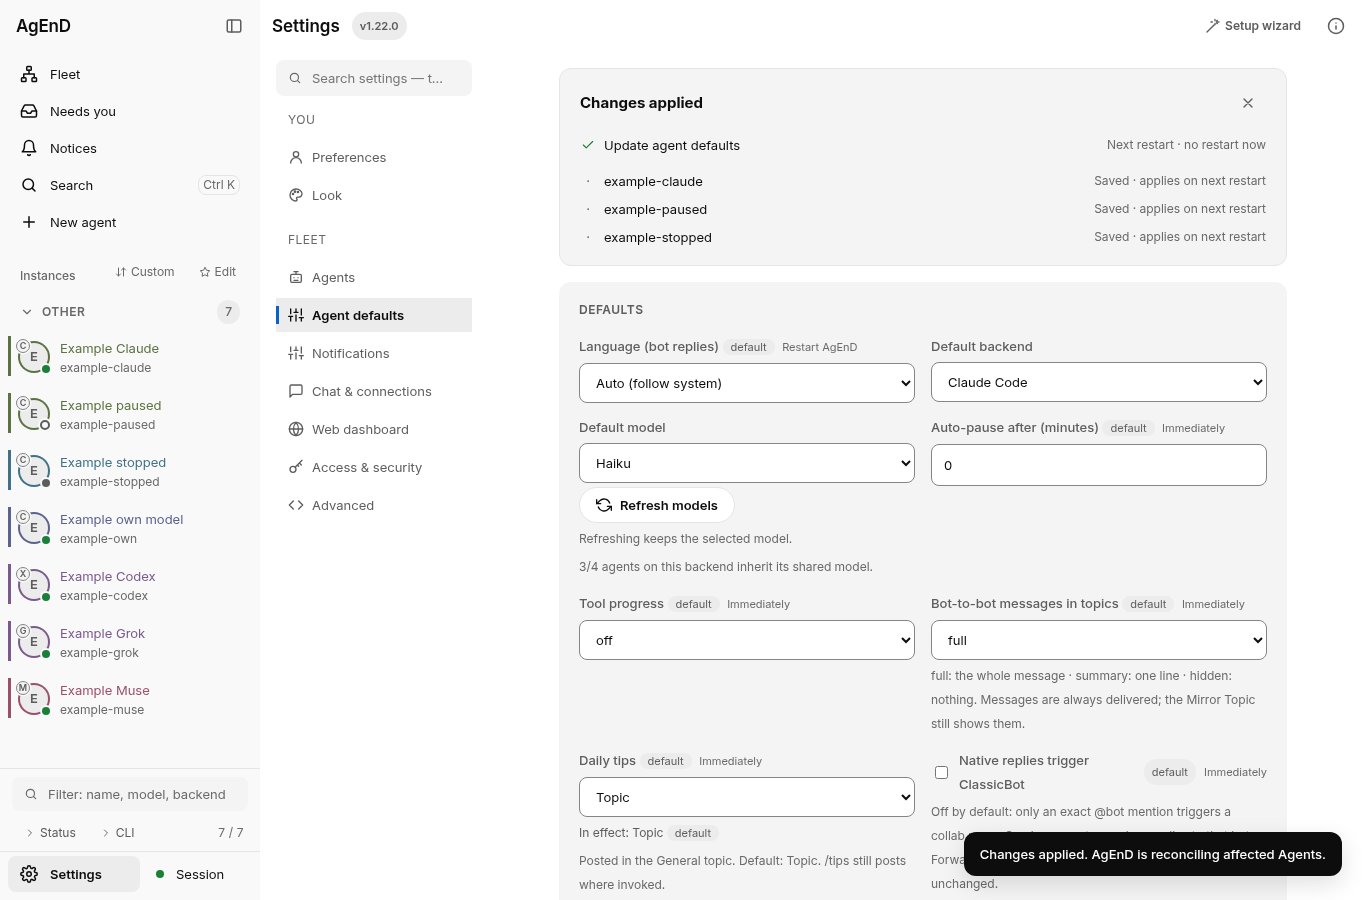 AgEnD
Fleet
Needs you
Notices
Search
Ctrl K
New agent
Instances
Custom
Edit
OTHER
7
C
E
Example Claude
example-claude
C
E
Example paused
example-paused
C
E
Example stopped
example-stopped
C
E
Example own model
example-own
X
E
Example Codex
example-codex
G
E
Example Grok
example-grok
M
E
Example Muse
example-muse
Filter: name, model, backend
Status
CLI
7 / 7
Settings
Session
Settings
v1.22.0
Setup wizard
Search settings — t...
YOU
Preferences
Look
FLEET
Agents
Agent defaults
Notifications
Chat & connections
Web dashboard
Access & security
Advanced
Changes applied
Update agent defaults
Next restart · no restart now
· example-claude
Saved · applies on next restart
· example-paused
Saved · applies on next restart
· example-stopped
Saved · applies on next restart
DEFAULTS
Language (bot replies) default Restart AgEnD
Auto (follow system)
Default backend
Claude Code
Default model
Haiku
Refresh models
Refreshing keeps the selected model.
3/4 agents on this backend inherit its shared model.
Auto-pause after (minutes) default Immediately
0
Tool progress default Immediately
off
Bot-to-bot messages in topics default Immediately
full
full: the whole message · summary: one line · hidden:
nothing. Messages are always delivered; the Mirror Topic
still shows them.
Daily tips default Immediately
Topic
In effect: Topic default
Posted in the General topic. Default: Topic. /tips still posts
where invoked.
Native replies trigger
ClassicBot
default Immediately
Off by default: only an exact @bot mention triggers a
unchanged.
Changes applied. AgEnD is reconciling affected Agents.